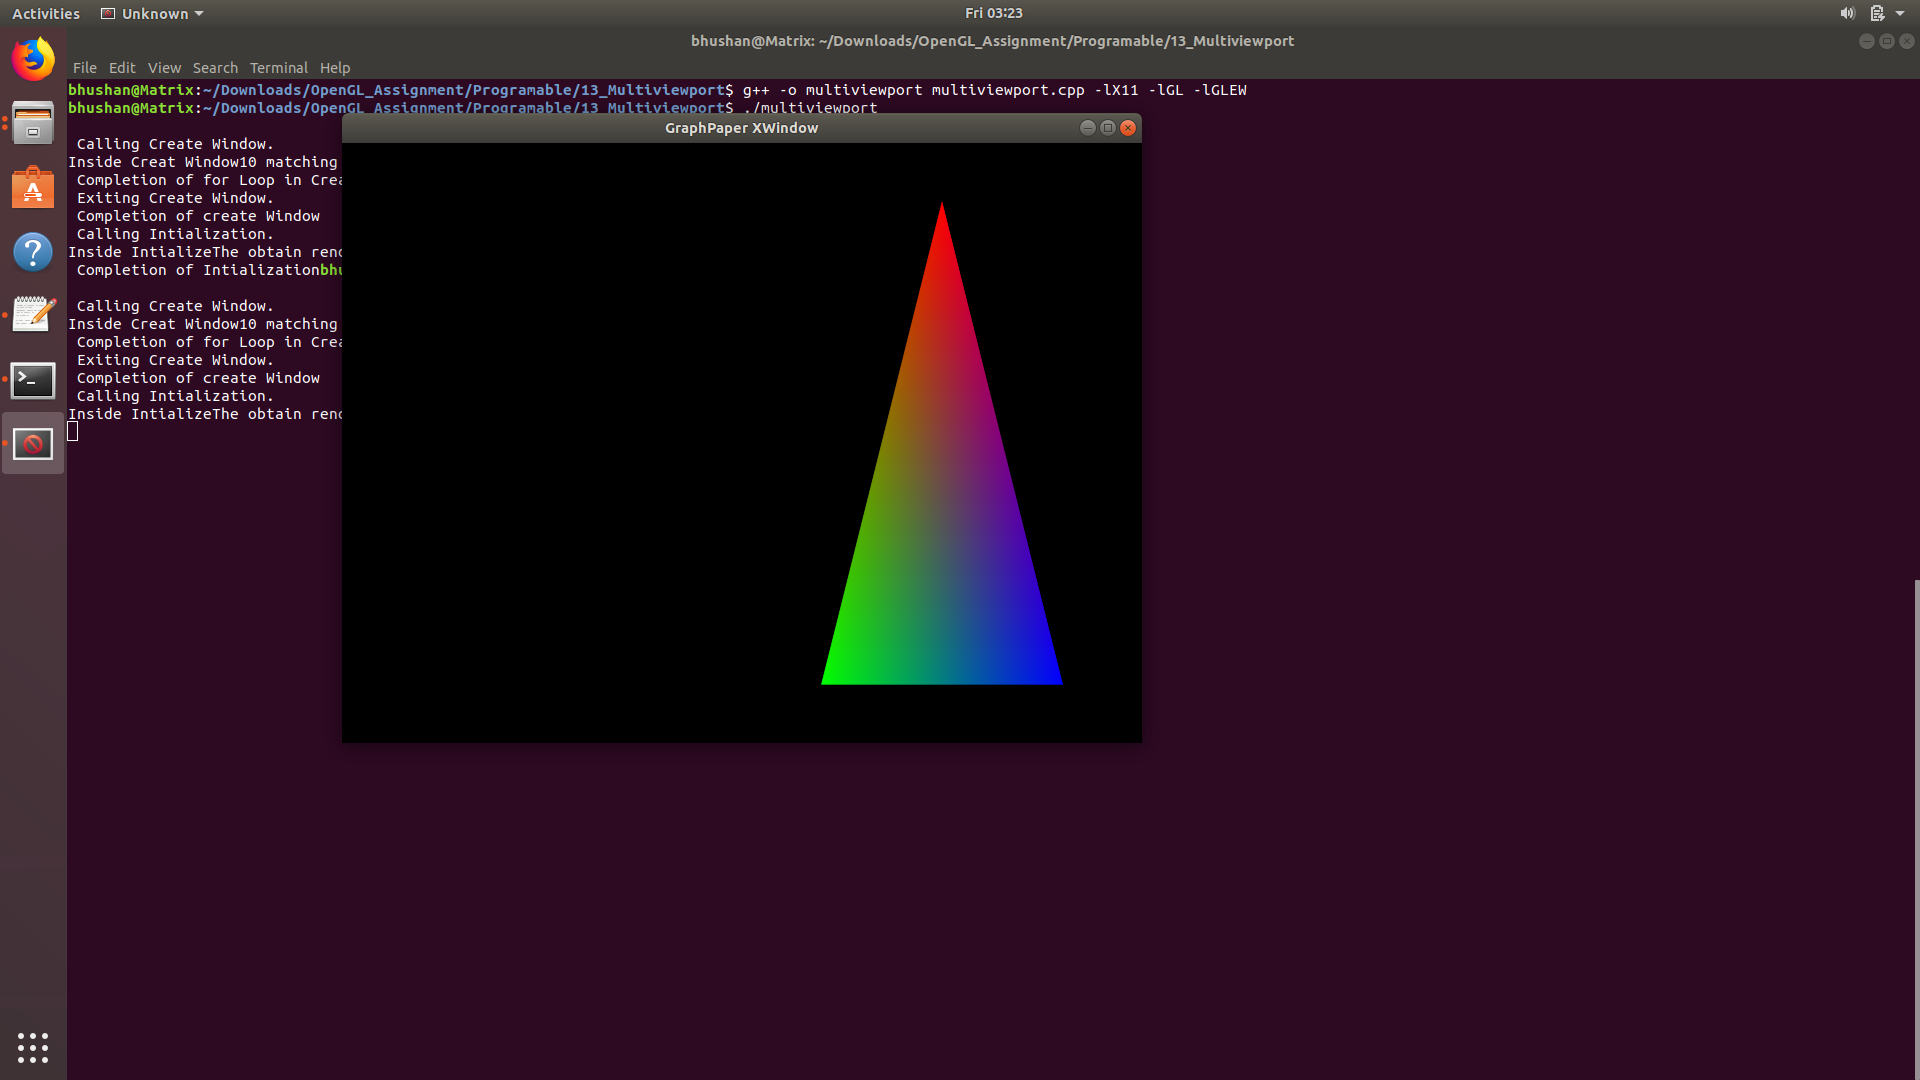 Activities Unknown Fri 03:23
bhushan@Matrix: ~/Downloads/OpenGL_Assignment/Programable/13_Multiviewport
File Edit View Search Terminal Help
bhushan@Matrix:~/Downloads/OpenGL_Assignment/Programable/13_Multiviewport$ g++ -o multiviewport multiviewport.cpp -lX11 -lGL -lGLEW
bhushan@Matrix:~/Downloads/OpenGL_Assignment/Programable/13_Multiviewport$ ./multiviewport
GraphPaper XWindow
Calling Create Window.
Inside Creat Window10 matching
Completion of for Loop in Crea
Exiting Create Window.
Completion of create Window
Calling Intialization.
Inside IntializeThe obtain rend
Completion of Intializationbhu
Calling Create Window.
Inside Creat Window10 matching
Completion of for Loop in Crea
Exiting Create Window.
Completion of create Window
Calling Intialization.
Inside IntializeThe obtain rend